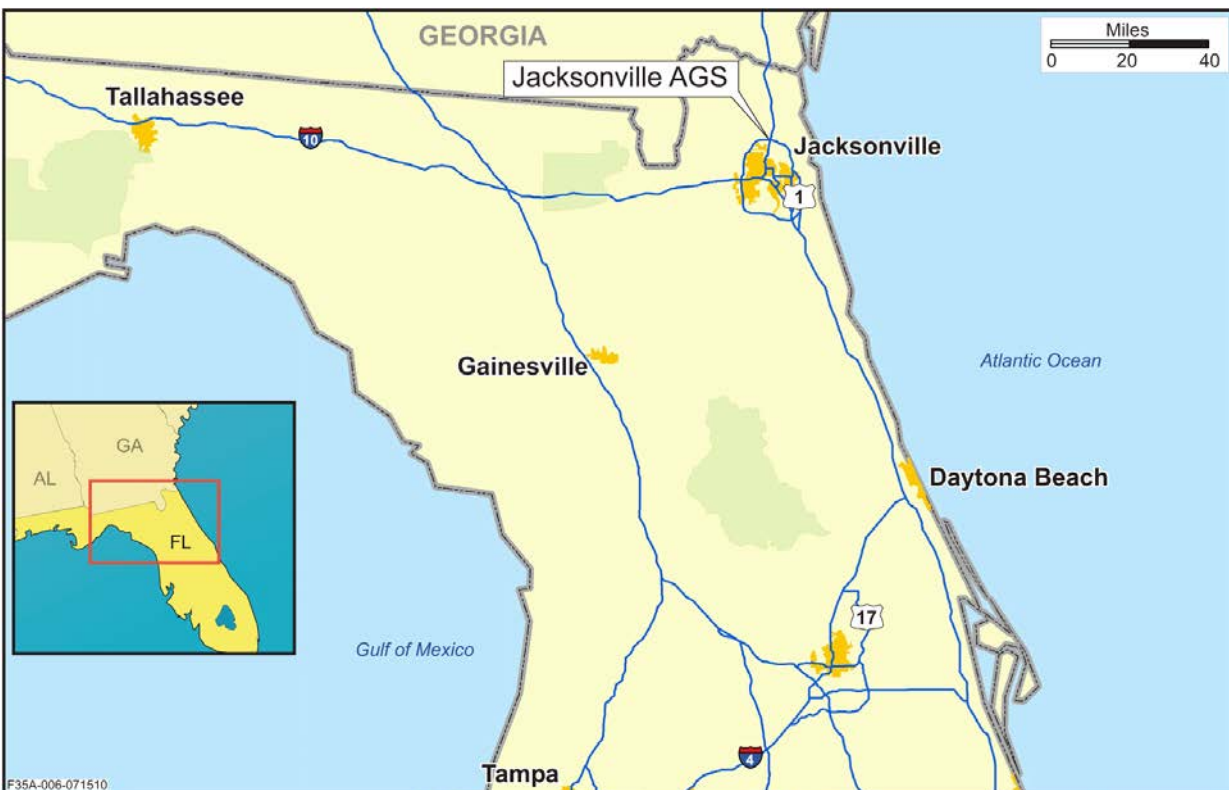 GEORGIA
Miles
0 20 40
Jacksonville AGS
Tallahassee
10
Jacksonville
1
Gainesville
Atlantic Ocean
GA
AL
FL
Daytona Beach
17
Gulf of Mexico
4
Tampa
F35A-006-071510